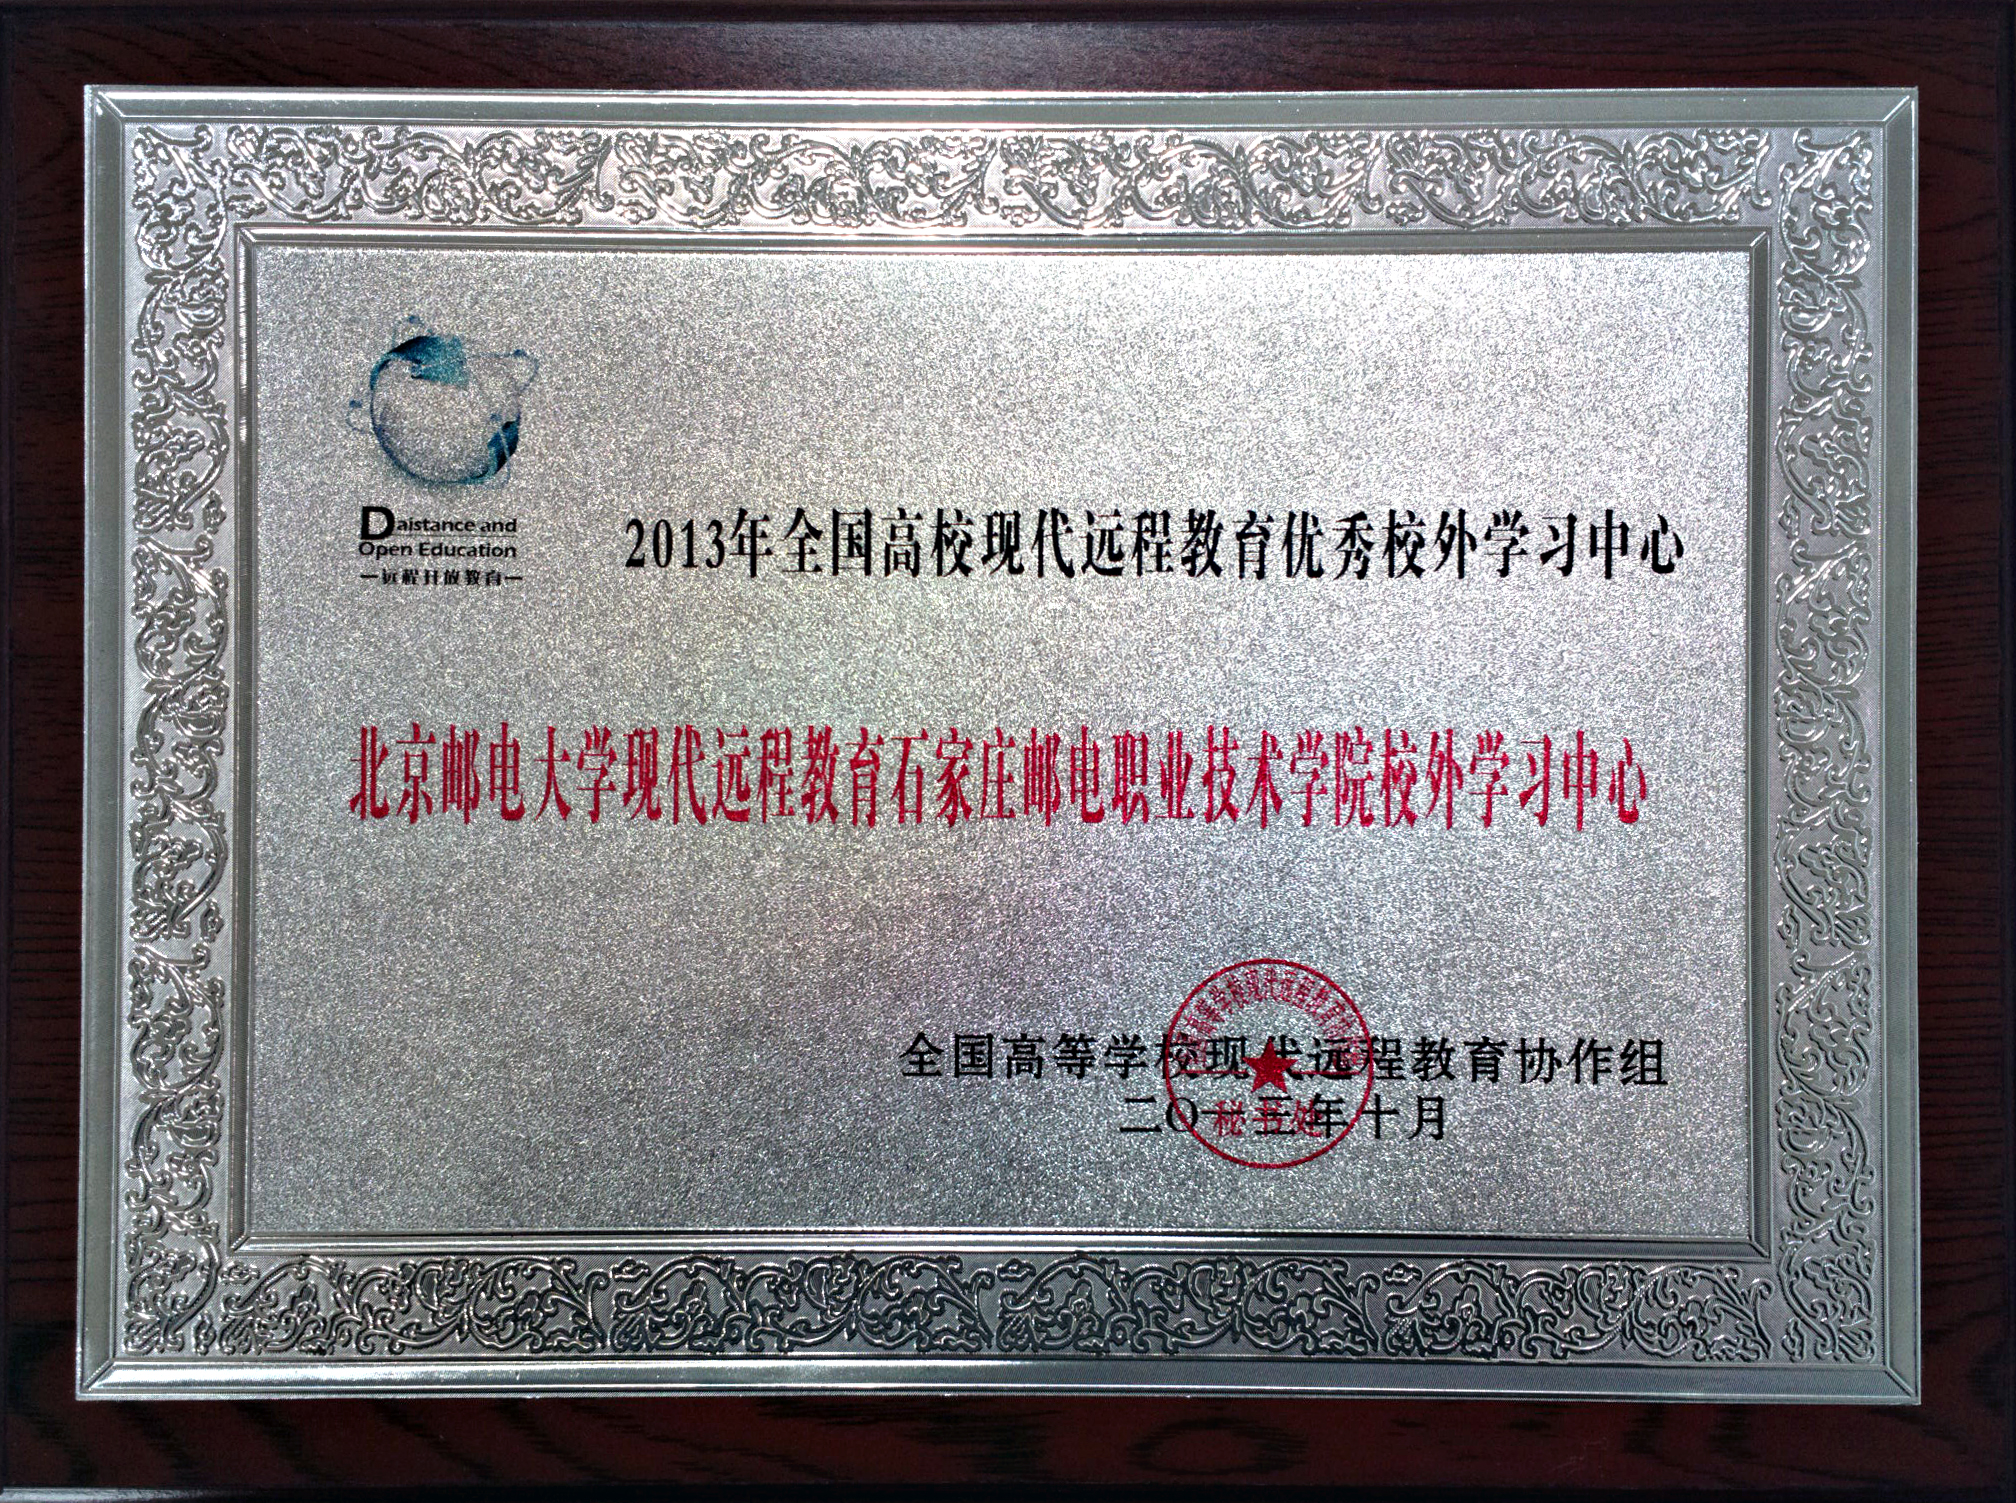 Daistance and
Open Education
远程开放教育
2013年全国高校现代远程教育优秀校外学习中心
北京邮电大学现代远程教育石家庄邮电职业技术学院校外学习中心
全国高等学校现代远程教育协作组
二〇一三年十月
秘书处